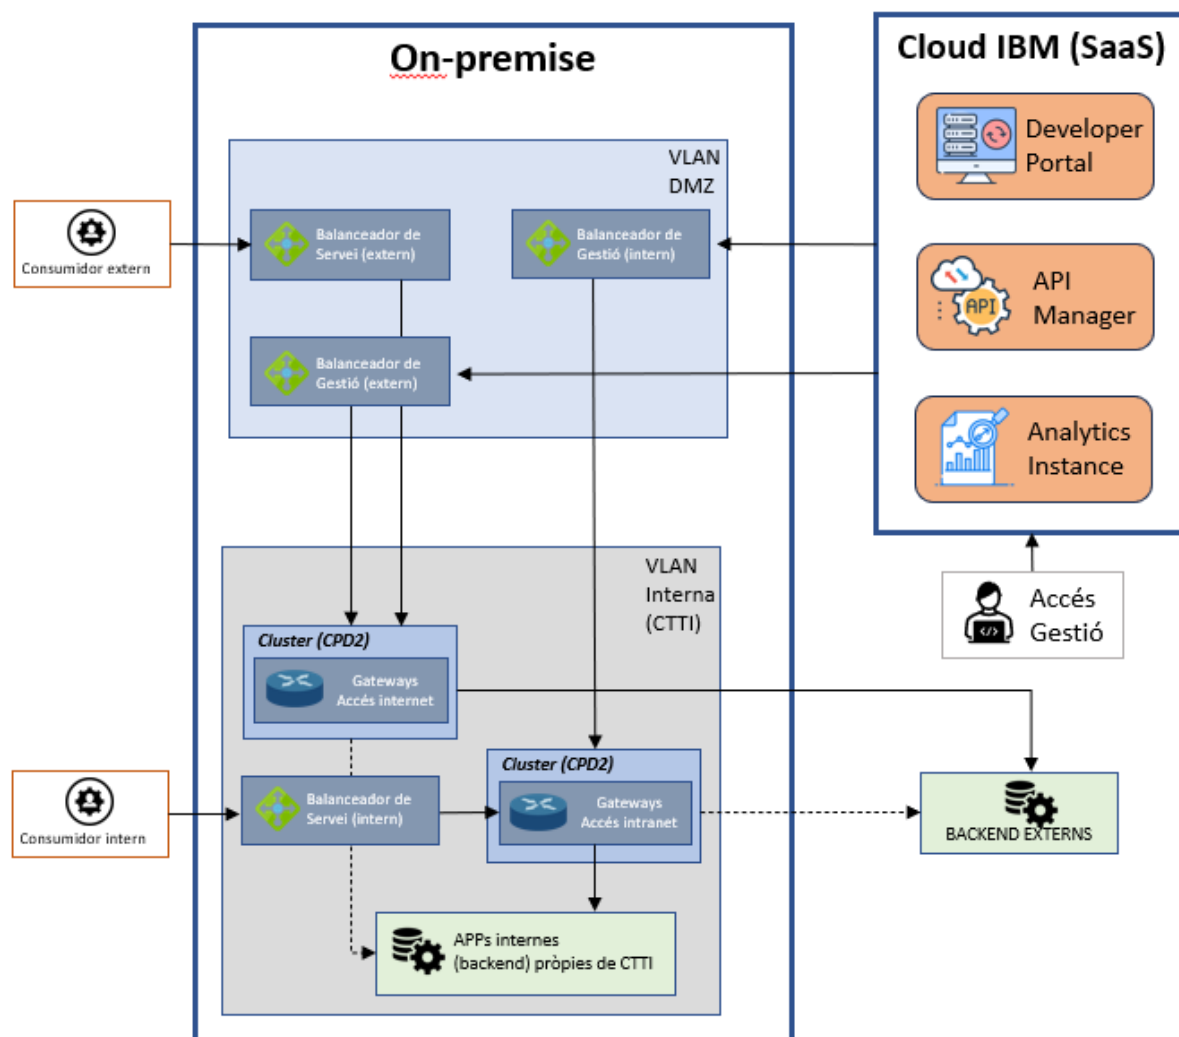 On-premise
Cloud IBM (SaaS)
Developer
Portal
API
Manager
Analytics
Instance
VLAN
DMZ
Balanceador de
Servei (extern)
Balanceador de
Gestió (intern)
Balanceador de
Gestió (extern)
Consumidor extern
VLAN
Interna
(CTTI)
Accés
Gestió
Cluster (CPD2)
Gateways
Accés internet
Consumidor intern
Balanceador de
Servei (intern)
Cluster (CPD2)
Gateways
Accés intranet
BACKEND EXTERNS
APPs internes
(backend) pròpies de CTTI